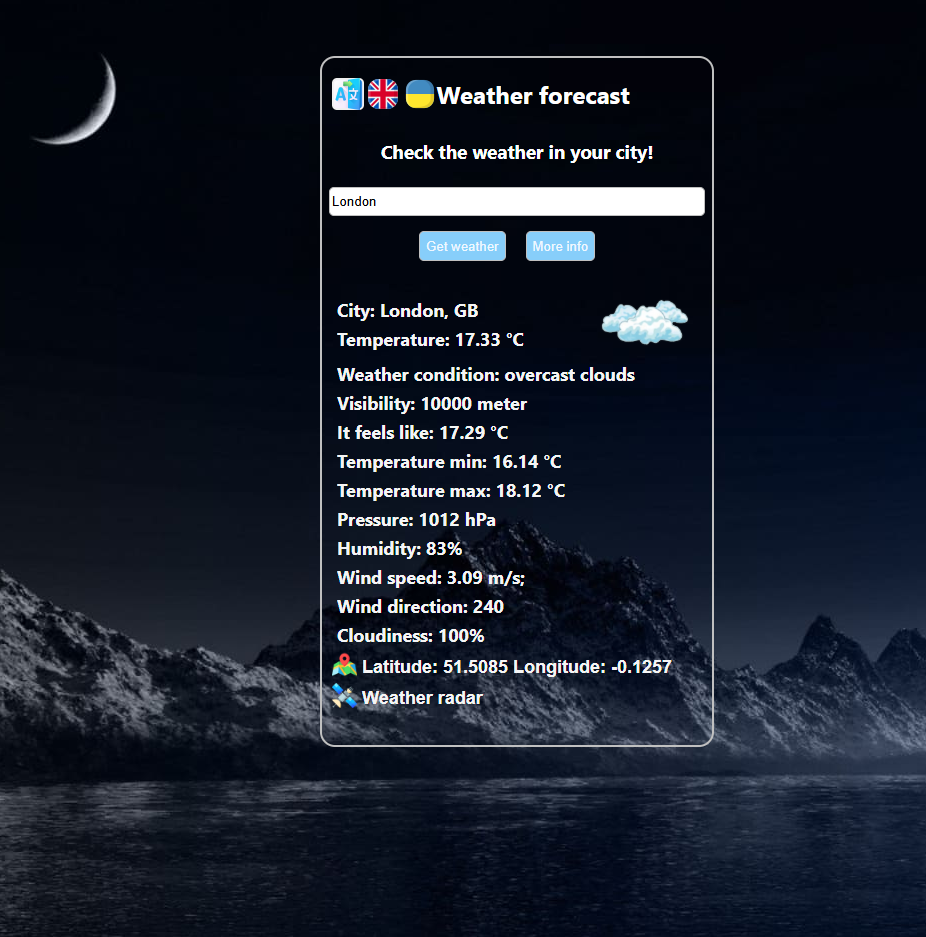 Weather forecast
Check the weather in your city!
London
Get weather More info
City: London, GB
Temperature: 17.33 °C
Weather condition: overcast clouds
Visibility: 10000 meter
It feels like: 17.29 °C
Temperature min: 16.14 °C
Temperature max: 18.12 °C
Pressure: 1012 hPa
Humidity: 83%
Wind speed: 3.09 m/s;
Wind direction: 240
Cloudiness: 100%
Latitude: 51.5085 Longitude: -0.1257
Weather radar